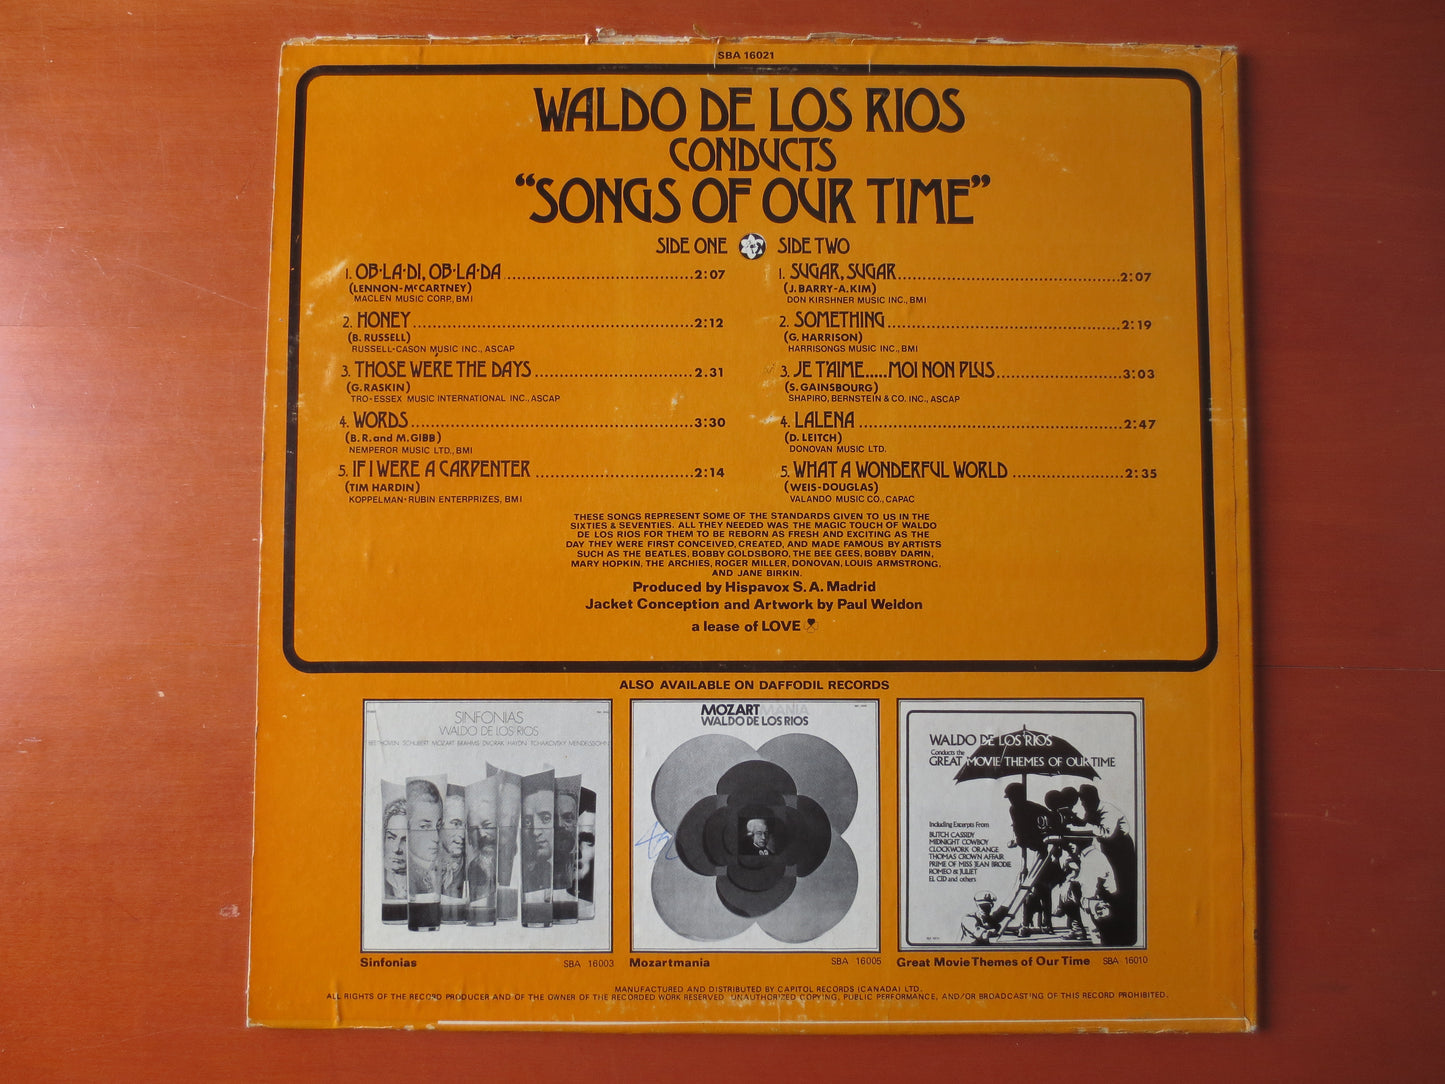 SBA 16021
WALDO DE LOS RIOS
CONDUCTS
“SONGS OF OUR TIME”
SIDE ONE
1. OB·LA·DI, OB·LA·DA ........ 2:07
(LENNON-McCARTNEY)
MACLEN MUSIC CORP., BMI
2. HONEY ........ 2:12
(B. RUSSELL)
RUSSELL-CASON MUSIC INC., ASCAP
3. THOSE WERE THE DAYS ........ 2.31
(G. RASKIN)
TRO-ESSEX MUSIC INTERNATIONAL INC., ASCAP
4. WORDS ........ 3:30
(B. R. and M. GIBB)
NEMPEROR MUSIC LTD., BMI
5. IF I WERE A CARPENTER ........ 2:14
(TIM HARDIN)
KOPPELMAN-RUBIN ENTERPRIZES, BMI
SIDE TWO
1. SUGAR, SUGAR ........ 2:07
(J. BARRY-A. KIM)
DON KIRSHNER MUSIC INC., BMI
2. SOMETHING ........ 2:19
(G. HARRISON)
HARRISONGS MUSIC INC., BMI
3. JE T'AIME.....MOI NON PLUS ........ 3:03
(S. GAINSBOURG)
SHAPIRO, BERNSTEIN & CO. INC., ASCAP
4. LALENA ........ 2:47
(D. LEITCH)
DONOVAN MUSIC LTD.
5. WHAT A WONDERFUL WORLD ........ 2:35
(WEIS-DOUGLAS)
VALANDO MUSIC CO., CAPAC
THESE SONGS REPRESENT SOME OF THE STANDARDS GIVEN TO US IN THE
SIXTIES & SEVENTIES. ALL THEY NEEDED WAS THE MAGIC TOUCH OF WALDO
DE LOS RIOS FOR THEM TO BE REBORN AS FRESH AND EXCITING AS THE
DAY THEY WERE FIRST CONCEIVED, CREATED, AND MADE FAMOUS BY ARTISTS
SUCH AS THE BEATLES, BOBBY GOLDSBORO, THE BEE GEES, BOBBY DARIN,
MARY HOPKIN, THE ARCHIES, ROGER MILLER, DONOVAN, LOUIS ARMSTRONG,
AND JANE BIRKIN.
Produced by Hispavox S. A. Madrid
Jacket Conception and Artwork by Paul Weldon
a lease of LOVE
ALSO AVAILABLE ON DAFFODIL RECORDS
SINFONIAS
WALDO DE LOS RIOS
BEETHOVEN SCHUBERT MOZART BRAHMS DVORAK HAYDN TCHAIKOVSKY MENDELSSOHN
Sinfonias SBA 16003
MOZARTMANIA
WALDO DE LOS RIOS
Mozartmania SBA 16005
WALDO DE LOS RIOS
Conducts the
GREAT MOVIE THEMES OF OUR TIME
Including Excerpts From
BUTCH CASSIDY
MIDNIGHT COWBOY
CLOCKWORK ORANGE
THOMAS CROWN AFFAIR
PRIME OF MISS JEAN BRODIE
ROMEO & JULIET
EL CID and others
Great Movie Themes of Our Time SBA 16010
MANUFACTURED AND DISTRIBUTED BY CAPITOL RECORDS (CANADA) LTD.
ALL RIGHTS OF THE RECORD PRODUCER AND OF THE OWNER OF THE RECORDED WORK RESERVED. UNAUTHORIZED COPYING, PUBLIC PERFORMANCE, AND/OR BROADCASTING OF THIS RECORD PROHIBITED.